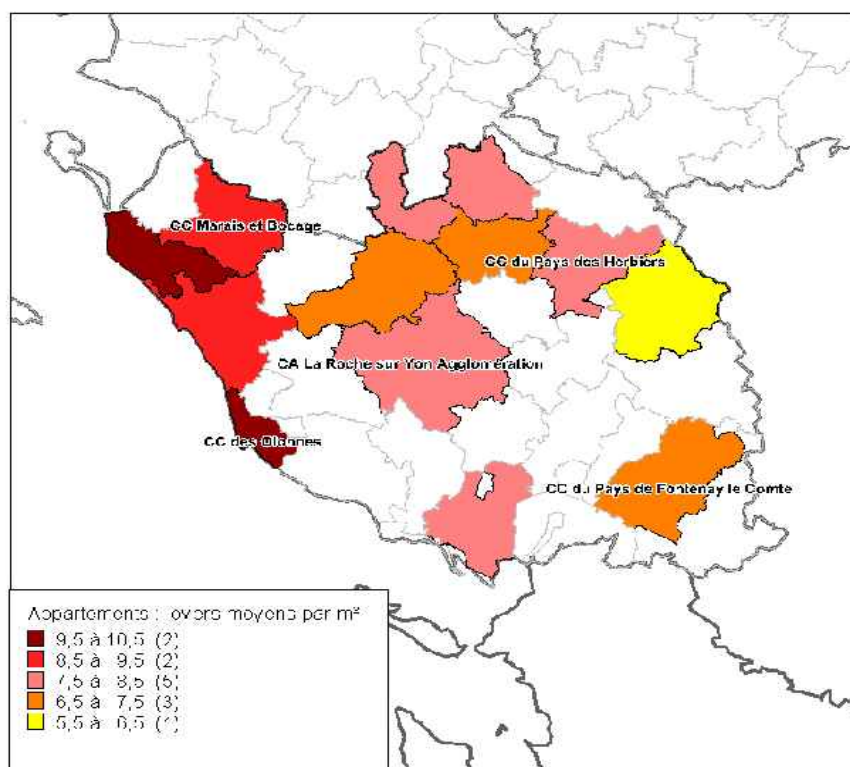 CC Marais et Bocage
CC du Pays des Herbiers
CA La Roche sur Yon Agglomération
CC des Olonnes
CC du Pays de Fontenay le Comte
Appartements : loyers moyens par m²
9,5 à 10,5 (2)
8,5 à 9,5 (2)
7,5 à 8,5 (5)
6,5 à 7,5 (3)
5,5 à 6,5 (1)